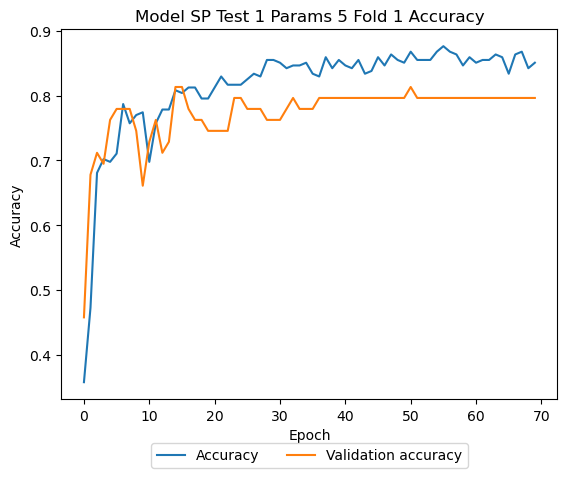 Model SP Test 1 Params 5 Fold 1 Accuracy
0.9
0.8
0.7
0.6
0.5
0.4
Accuracy
0 10 20 30 40 50 60 70
Epoch
Accuracy Validation accuracy